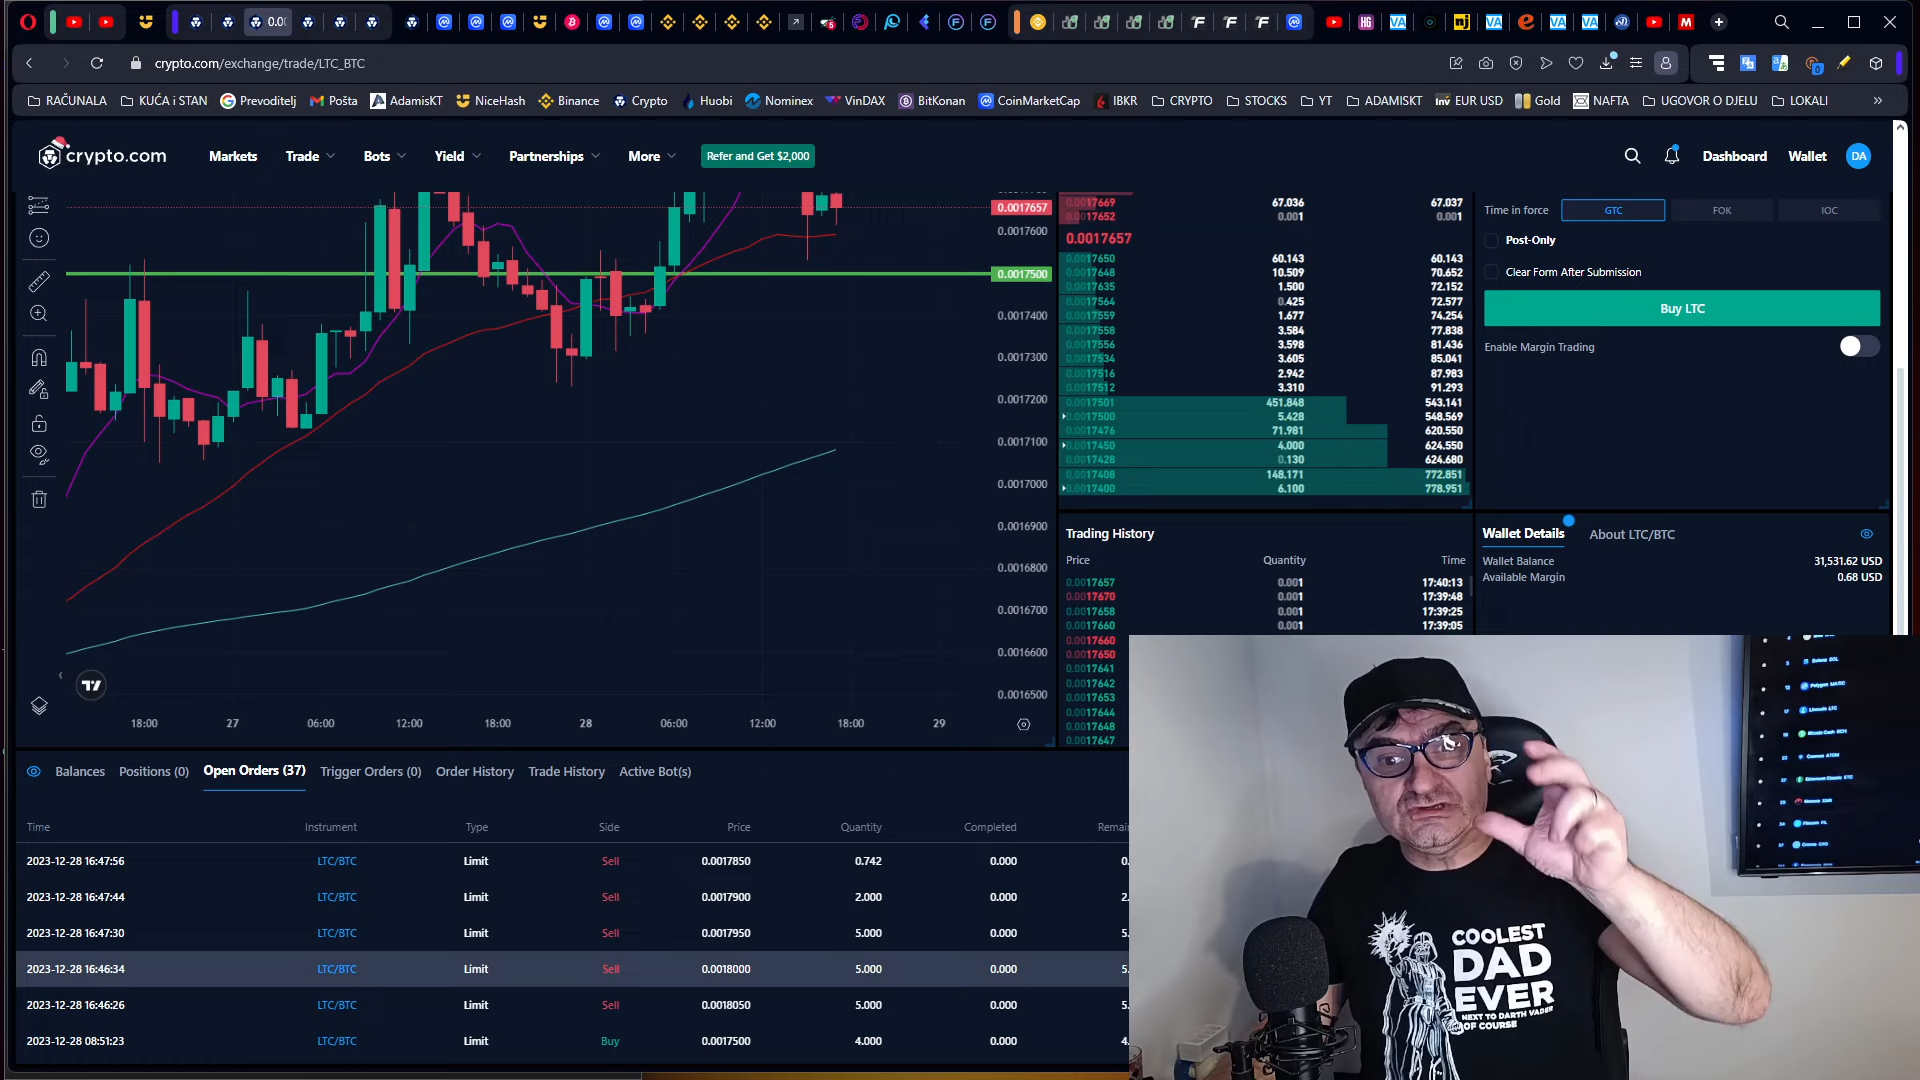 0.0(
crypto.com/exchange/trade/LTC_BTC
RAČUNALA
KUĆA i STAN
Prevoditelj
Pošta
AdamisKT
NiceHash
Binance
Crypto
Huobi
Nominex
VinDAX
BitKonan
CoinMarketCap
IBKR
CRYPTO
STOCKS
YT
ADAMISKT
EUR USD
Gold
NAFTA
UGOVOR O DJELU
LOKALI
crypto.com
Markets
Trade
Bots
Yield
Partnerships
More
Refer and Get $2,000
Dashboard
Wallet
DA
0.0017657
0.0017600
0.0017500
0.0017400
0.0017300
0.0017200
0.0017100
0.0017000
0.0016900
0.0016800
0.0016700
0.0016600
0.0016500
18:00 27 06:00 12:00 18:00 28 06:00 12:00 18:00 29
0.0017669 67.036 67.037
0.0017652 0.001 0.001
0.0017657
0.0017650 60.143 60.143
0.0017648 10.509 70.652
0.0017635 1.500 72.152
0.0017564 0.425 72.577
0.0017559 1.677 74.254
0.0017558 3.584 77.838
0.0017556 3.598 81.436
0.0017534 3.605 85.041
0.0017516 2.942 87.983
0.0017512 3.310 91.293
0.0017501 451.848 543.141
0.0017500 5.428 548.569
0.0017476 71.981 620.550
0.0017450 4.000 624.550
0.0017428 0.130 624.680
0.0017408 148.171 772.851
0.0017400 6.100 778.951
Time in force GTC FOK IOC
Post-Only
Clear Form After Submission
Buy LTC
Enable Margin Trading
Trading History
Price Quantity Time
0.0017657 0.001 17:40:13
0.0017670 0.001 17:39:48
0.0017658 0.001 17:39:25
0.0017660 0.001 17:39:05
0.0017660
0.0017650
0.0017641
0.0017642
0.0017653
0.0017644
0.0017648
0.0017647
Wallet Details About LTC/BTC
Wallet Balance 31,531.62 USD
Available Margin 0.68 USD
Balances Positions (0) Open Orders (37) Trigger Orders (0) Order History Trade History Active Bot(s)
Time Instrument Type Side Price Quantity Completed Remai
2023-12-28 16:47:56 LTC/BTC Limit Sell 0.0017850 0.742 0.000 0.
2023-12-28 16:47:44 LTC/BTC Limit Sell 0.0017900 2.000 0.000 2.
2023-12-28 16:47:30 LTC/BTC Limit Sell 0.0017950 5.000 0.000 5.
2023-12-28 16:46:34 LTC/BTC Limit Sell 0.0018000 5.000 0.000 5.
2023-12-28 16:46:26 LTC/BTC Limit Sell 0.0018050 5.000 0.000 5.
2023-12-28 08:51:23 LTC/BTC Limit Buy 0.0017500 4.000 0.000 4.
COOLEST
DAD
EVER
NEXT TO DARTH VADER
OF COURSE